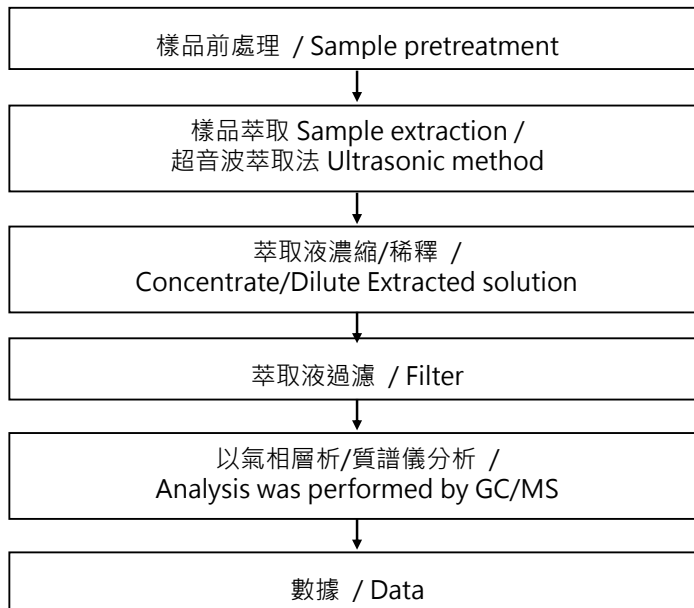 樣品前處理 / Sample pretreatment
樣品萃取 Sample extraction /
超音波萃取法 Ultrasonic method
萃取液濃縮/稀釋 /
Concentrate/Dilute Extracted solution
萃取液過濾 / Filter
以氣相層析/質譜儀分析 /
Analysis was performed by GC/MS
數據 / Data